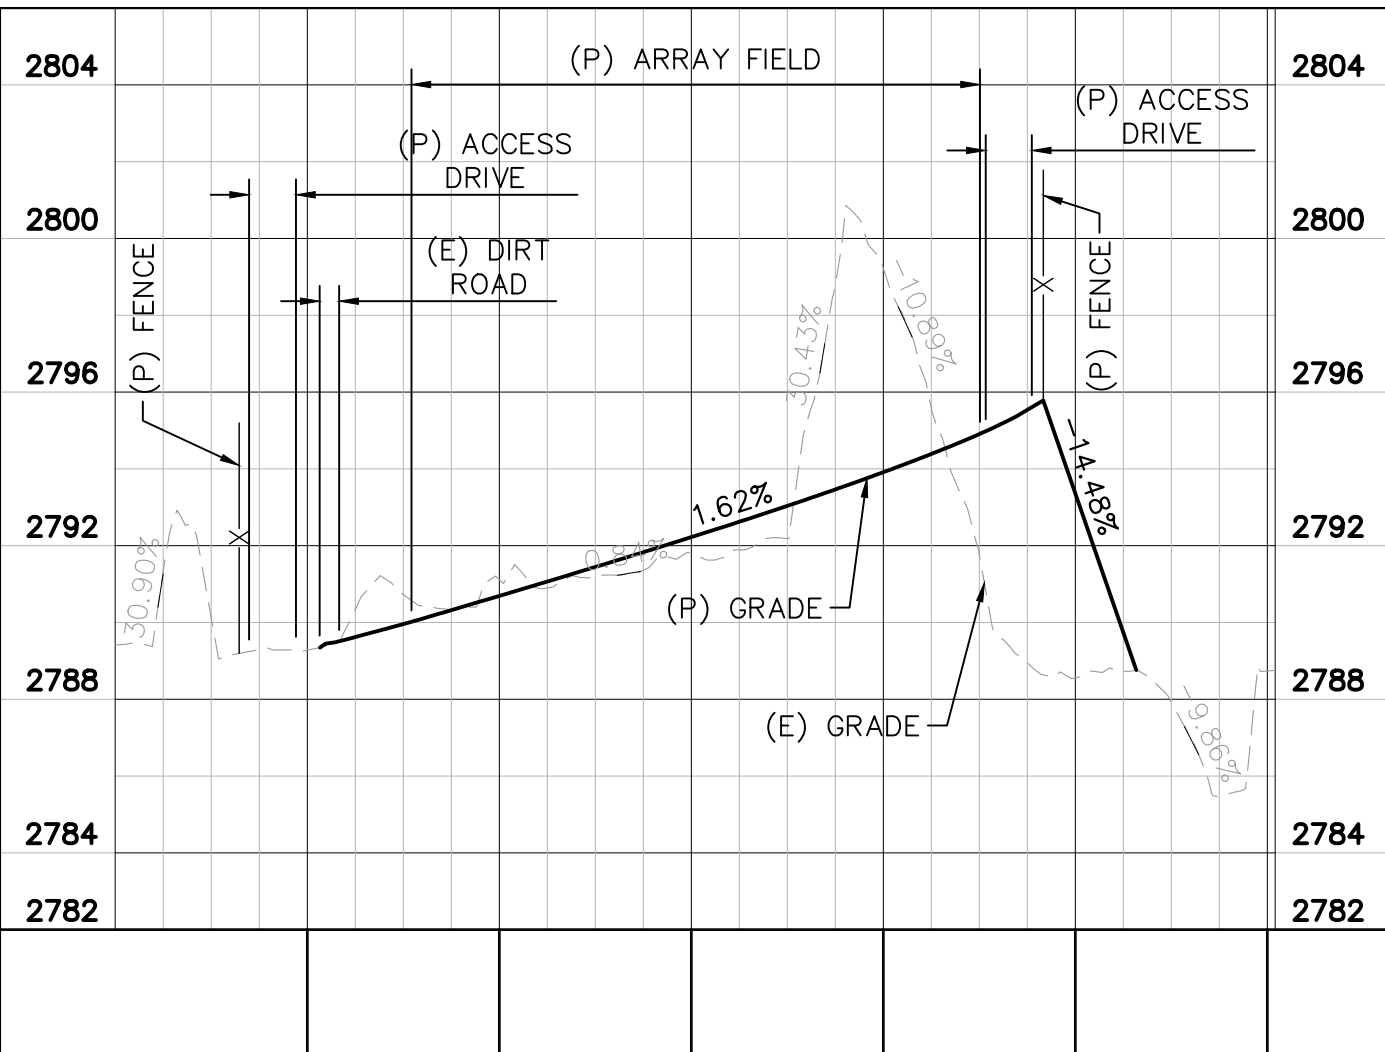 2804
(P) ARRAY FIELD
2804
(P) ACCESS
DRIVE
(P) ACCESS
DRIVE
2800
2800
(E) DIRT
ROAD
(P) FENCE
X
(P) FENCE
-10.89%
30.43%
2796
2796
-14.48%
1.62%
2792
2792
X
30.90%
0.84%
(P) GRADE
2788
2788
(E) GRADE
-9.86%
2784
2784
2782
2782